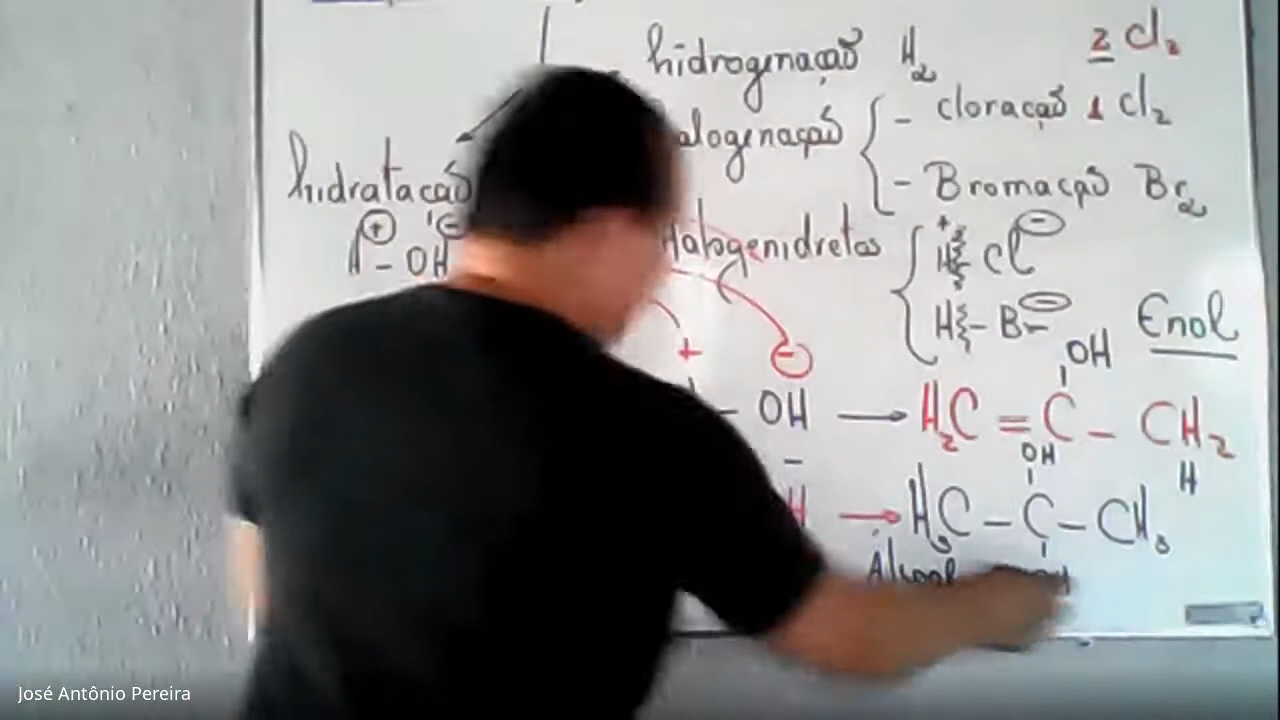 hidrogenação H2 2 Cl2
alogenação - cloração 1 Cl2
hidratação - Bromação Br2
+ - Halogenidretos + H Cl -
H - OH H - Br - Enol
+ - OH
- OH → H2C = C - CH2
- OH H
H → H3C - C - CH3
Álcool
José Antônio Pereira